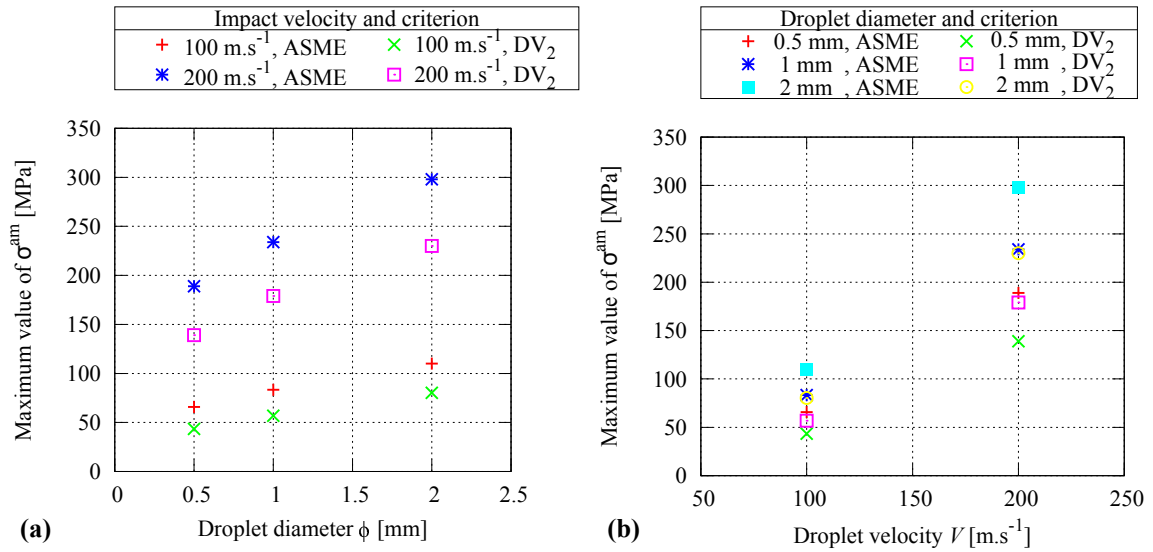 Impact velocity and criterion
100 m.s⁻¹, ASME 100 m.s⁻¹, DV₂
200 m.s⁻¹, ASME 200 m.s⁻¹, DV₂
Maximum value of σᵃᵐ [MPa]
350
300
250
200
150
100
50
0
0 0.5 1 1.5 2 2.5
(a) Droplet diameter ϕ [mm]
Droplet diameter and criterion
0.5 mm, ASME 0.5 mm, DV₂
1 mm , ASME 1 mm , DV₂
2 mm , ASME 2 mm , DV₂
Maximum value of σᵃᵐ [MPa]
350
300
250
200
150
100
50
0
50 100 150 200 250
(b) Droplet velocity V [m.s⁻¹]